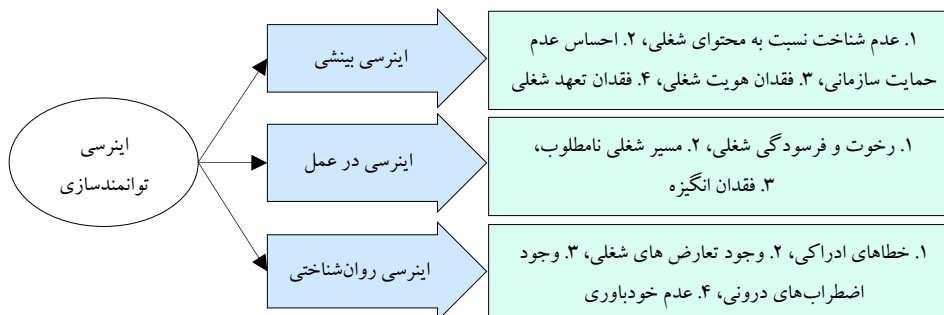 اینرسی
توانمندسازی
اینرسی بینشی
۱. عدم شناخت نسبت به محتوای شغلی، ۲. احساس عدم
حمایت سازمانی، ۳. فقدان هویت شغلی، ۴. فقدان تعهد شغلی
اینرسی در عمل
۱. رخوت و فرسودگی شغلی، ۲. مسیر شغلی نامطلوب،
۳. فقدان انگیزه
اینرسی روان‌شناختی
۱. خطاهای ادراکی، ۲. وجود تعارض های شغلی، ۳. وجود
اضطراب‌های درونی، ۴. عدم خودباوری